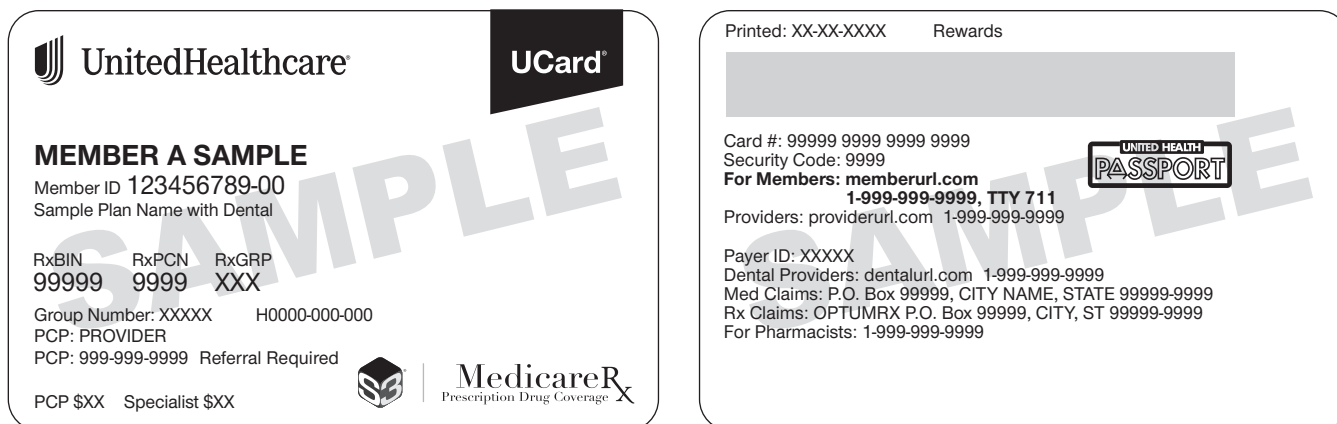 UnitedHealthcare®
UCard®
MEMBER A SAMPLE
Member ID 123456789-00
Sample Plan Name with Dental
RxBIN RxPCN RxGRP
99999 9999 XXX
Group Number: XXXXX H0000-000-000
PCP: PROVIDER
PCP: 999-999-9999 Referral Required
PCP $XX Specialist $XX
S3
MedicareRx
Prescription Drug Coverage
SAMPLE
Printed: XX-XX-XXXX Rewards
Card #: 99999 9999 9999 9999
Security Code: 9999
For Members: memberurl.com
1-999-999-9999, TTY 711
Providers: providerurl.com 1-999-999-9999
UNITED HEALTH
PASSPORT
Payer ID: XXXXX
Dental Providers: dentalurl.com 1-999-999-9999
Med Claims: P.O. Box 99999, CITY NAME, STATE 99999-9999
Rx Claims: OPTUMRX P.O. Box 99999, CITY, ST 99999-9999
For Pharmacists: 1-999-999-9999
SAMPLE